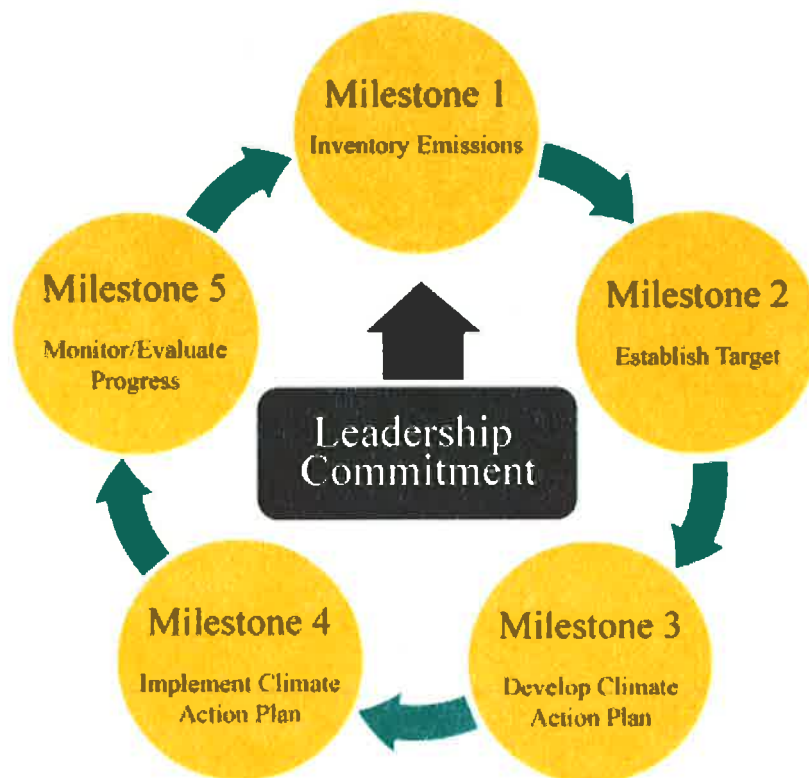 Milestone 1
Inventory Emissions
Milestone 2
Establish Target
Milestone 3
Develop Climate
Action Plan
Milestone 4
Implement Climate
Action Plan
Milestone 5
Monitor/Evaluate
Progress
Leadership
Commitment